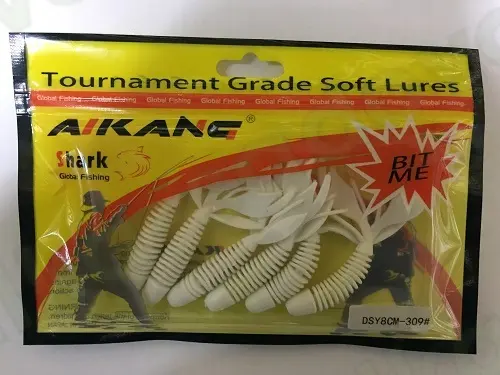 Tournament Grade Soft Lures
Global Fishing Global Fishing Global Fishing Global Fishing Global Fishing Global Fishing Global Fishing
AIKANG®
Shark
Global Fishing
BIT
ME
DSY8CM-309#